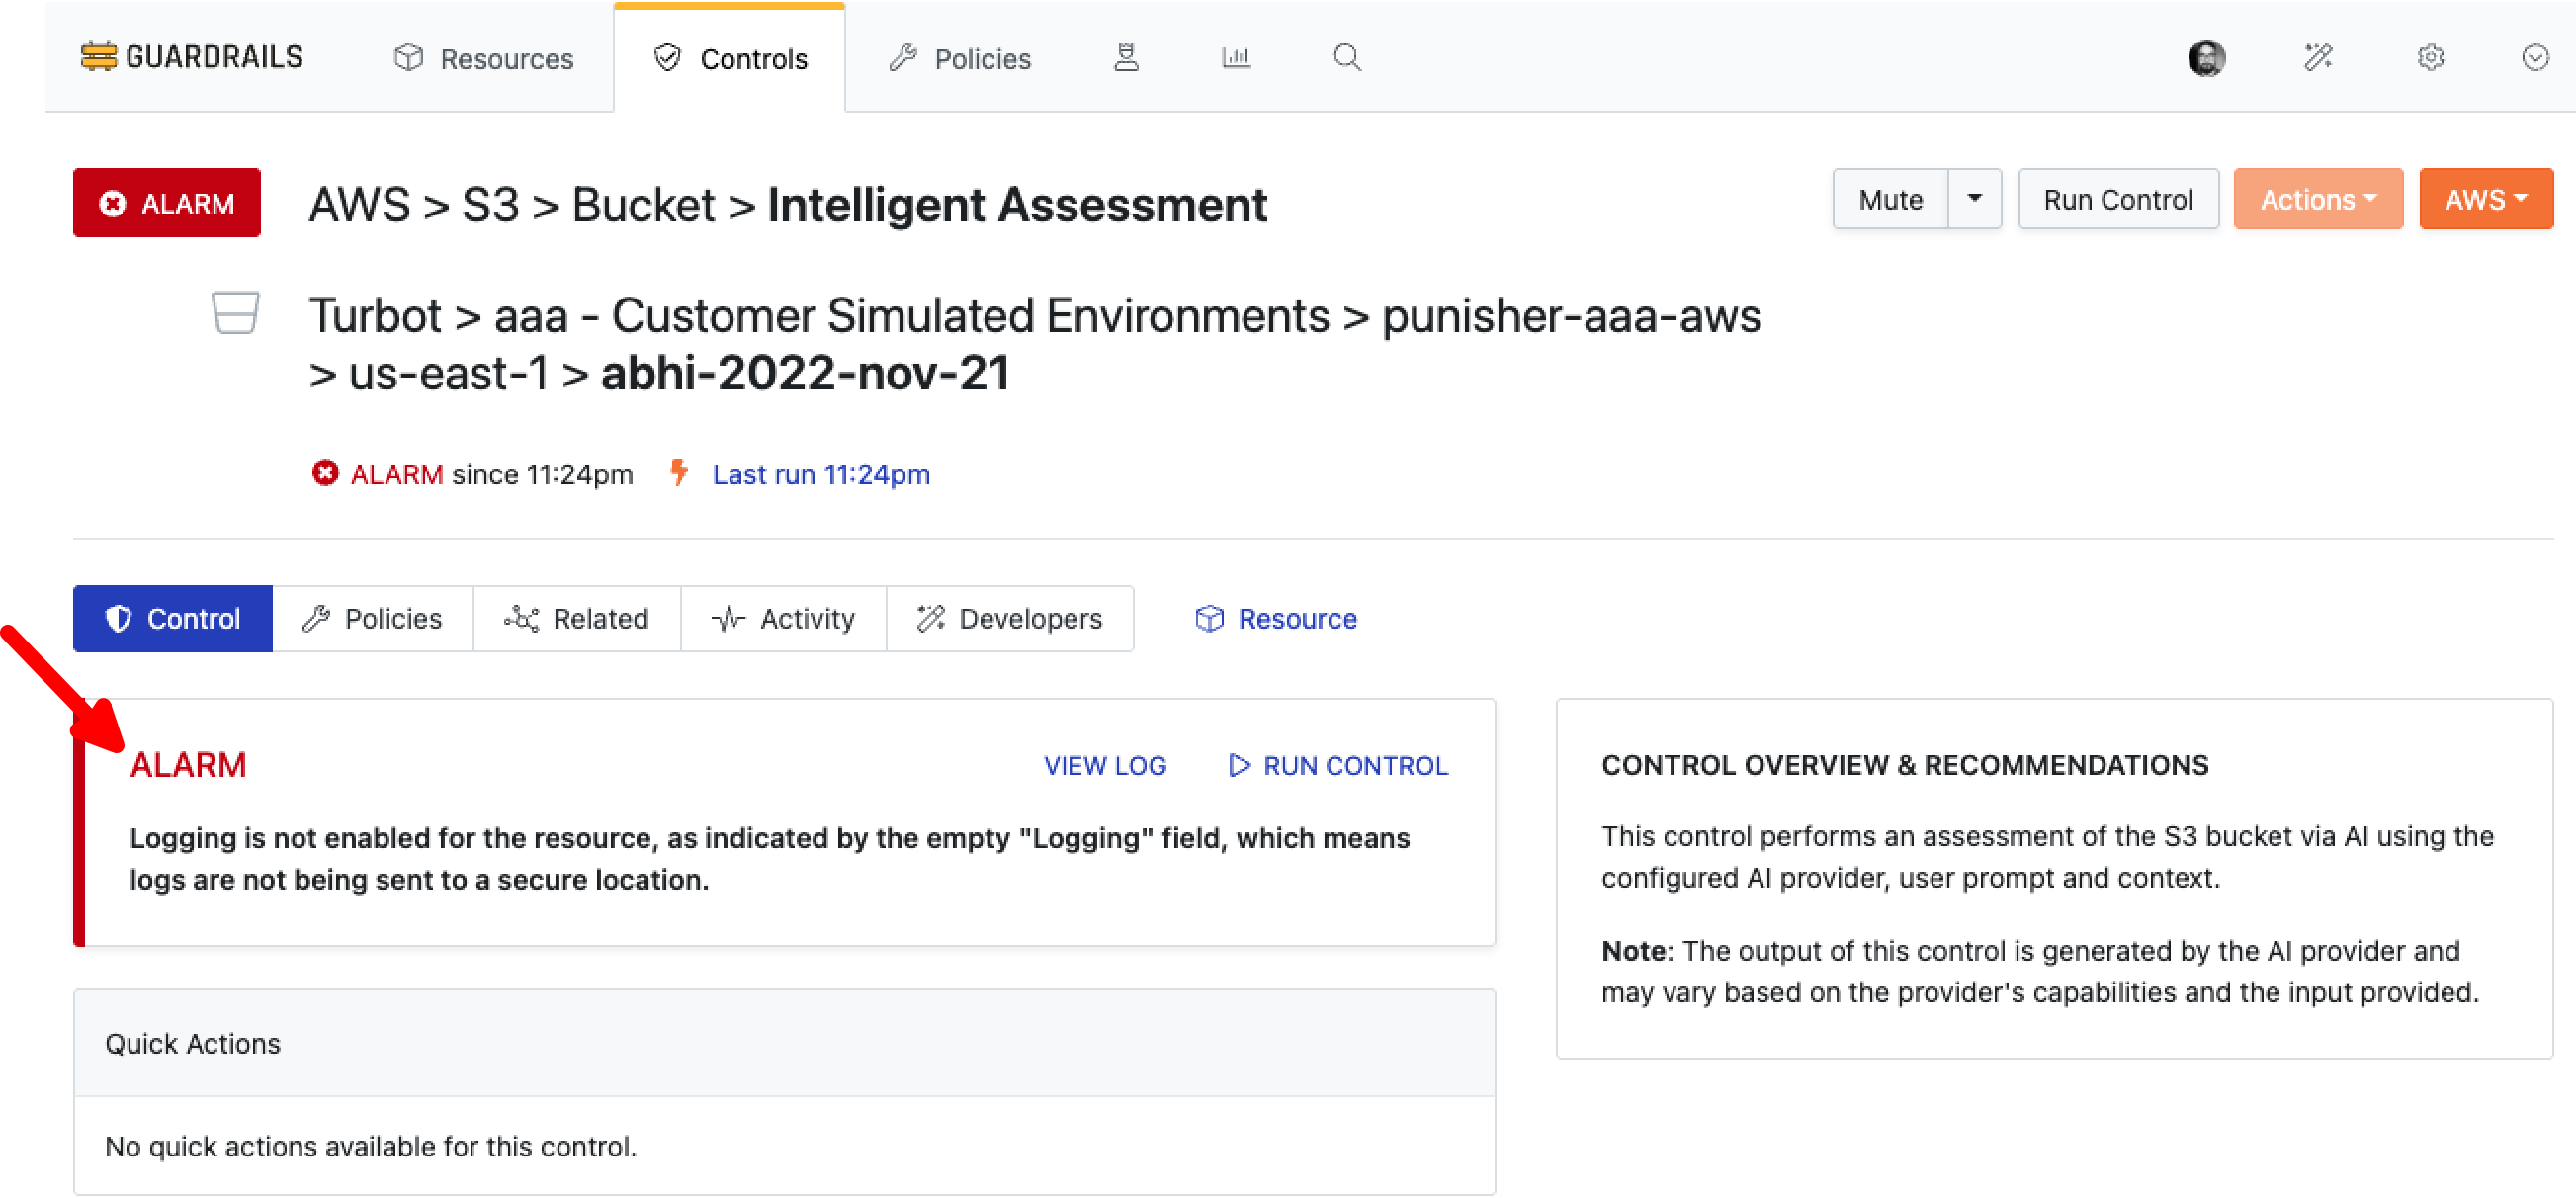 GUARDRAILS Resources Controls Policies
ALARM AWS > S3 > Bucket > Intelligent Assessment Mute Run Control Actions AWS
Turbot > aaa - Customer Simulated Environments > punisher-aaa-aws
> us-east-1 > abhi-2022-nov-21
ALARM since 11:24pm Last run 11:24pm
Control Policies Related Activity Developers Resource
ALARM VIEW LOG RUN CONTROL
Logging is not enabled for the resource, as indicated by the empty "Logging" field, which means
logs are not being sent to a secure location.
Quick Actions
No quick actions available for this control.
CONTROL OVERVIEW & RECOMMENDATIONS
This control performs an assessment of the S3 bucket via AI using the
configured AI provider, user prompt and context.
Note: The output of this control is generated by the AI provider and
may vary based on the provider's capabilities and the input provided.